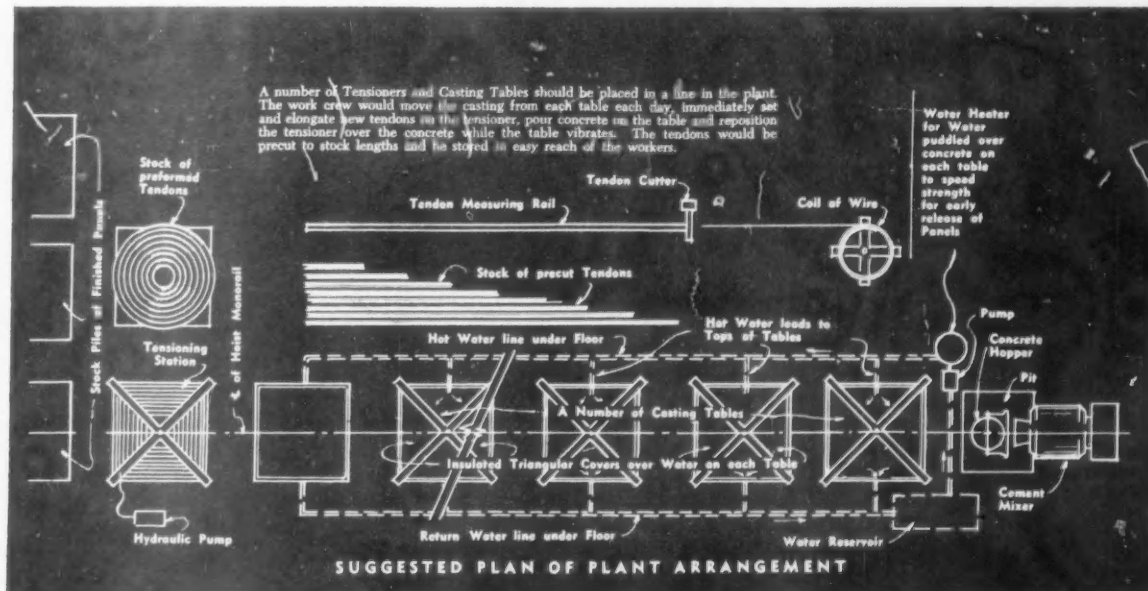 A number of Tensioners and Casting Tables should be placed in a line in the plant.
The work crew would move the casting from each table each day, immediately set
and elongate new tendons on the tensioner, pour concrete on the table and reposition
the tensioner over the concrete while the table vibrates. The tendons would be
precut to stock lengths and be stored in easy reach of the workers.
Water Heater
for Water
puddled over
concrete on
each table
to speed
strength
for early
release of
Panels
Stock of
preformed
Tendons
Tendon Cutter
Tendon Measuring Rail
Coil of Wire
Stock Piles of Finished Panels
℄ of Hoist Monorail
Stock of precut Tendons
Hot Water line under Floor
Hot Water leads to
Tops of Tables
Pump
Concrete
Hopper
Pit
Tensioning
Station
A Number of Casting Tables
Insulated Triangular Covers over Water on each Table
Cement
Mixer
Hydraulic Pump
Return Water line under Floor
Water Reservoir
SUGGESTED PLAN OF PLANT ARRANGEMENT